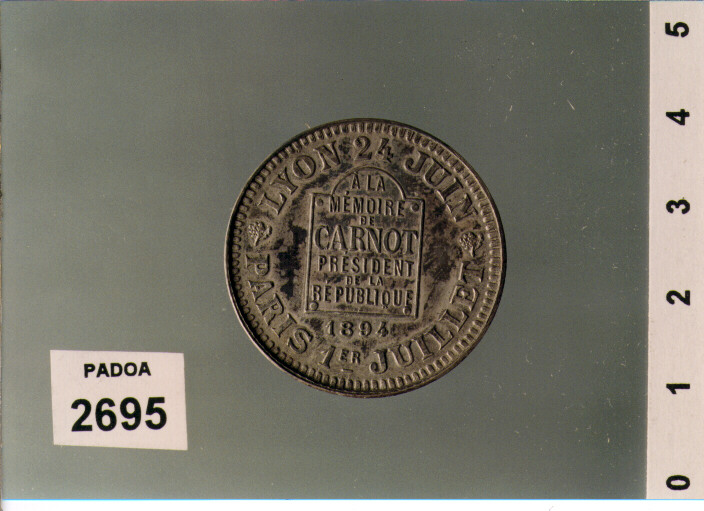 LYON 24 JUIN
A LA
MÉMOIRE
DE
CARNOT
PRÉSIDENT
DE LA
RÉPUBLIQUE
1894
PARIS 1ER JUILLET
PADOA
2695
5
4
3
2
1
0